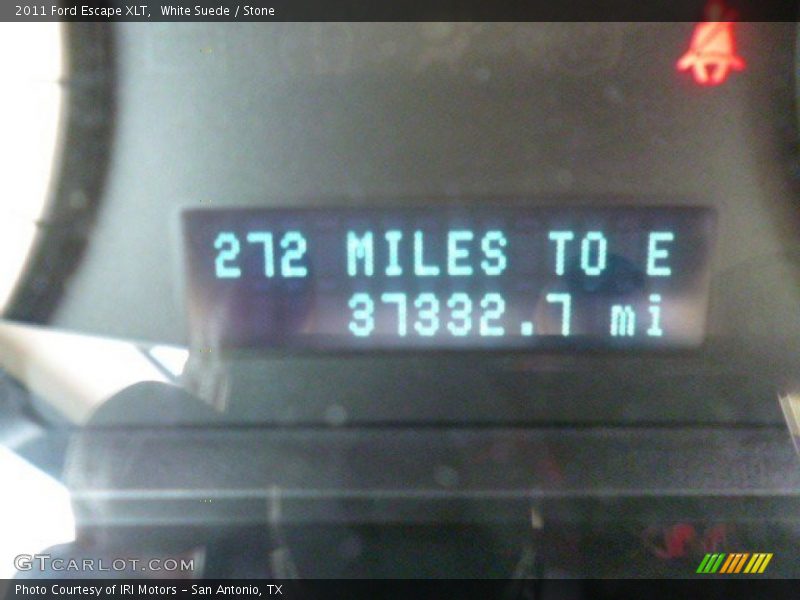 2011 Ford Escape XLT, White Suede / Stone
272 MILES TO E
37332.7 mi
GTCARLOT.COM
Photo Courtesy of IRI Motors - San Antonio, TX